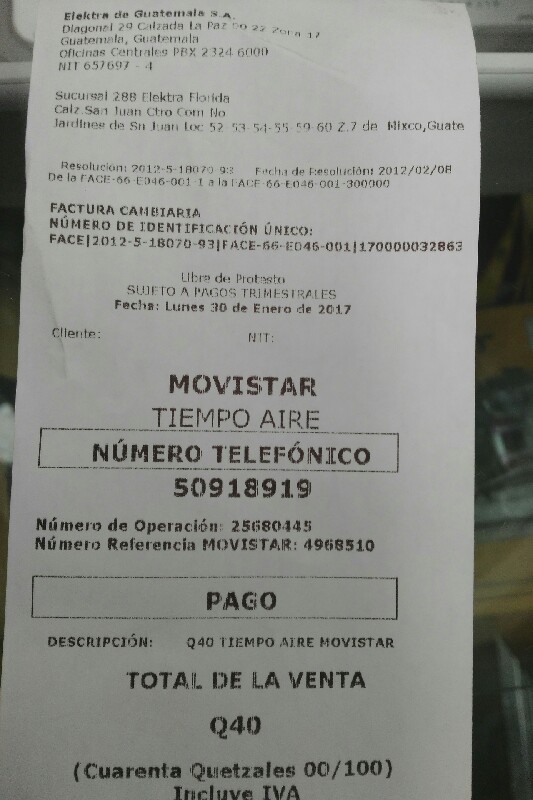 Elektra de Guatemala S.A.
Diagonal 29 Calzada La Paz No 22 Zona 17
Guatemala, Guatemala
Oficinas Centrales PBX 2324 6000
NIT 657697 - 4
Sucursal 288 Elektra Florida
Calz.San Juan Ctro Com No
Jardines de Sn Juan Loc 52 53-54-55 59-60 Z.7 de Mixco,Guate
Resolución: 2012-5-18070-93 Fecha de Resolución: 2012/02/08
De la FACE-66-E046-001-1 a la FACE-66-E046-001-300000
FACTURA CAMBIARIA
NÚMERO DE IDENTIFICACIÓN ÚNICO:
FACE|2012-5-18070-93|FACE-66-E046-001|170000032863
Libre de Protesto
SUJETO A PAGOS TRIMESTRALES
Fecha: Lunes 30 de Enero de 2017
Cliente: NIT:
MOVISTAR
TIEMPO AIRE
NÚMERO TELEFÓNICO
50918919
Número de Operación: 25680445
Número Referencia MOVISTAR: 4968510
PAGO
DESCRIPCIÓN: Q40 TIEMPO AIRE MOVISTAR
TOTAL DE LA VENTA
Q40
(Cuarenta Quetzales 00/100)
Incluye IVA